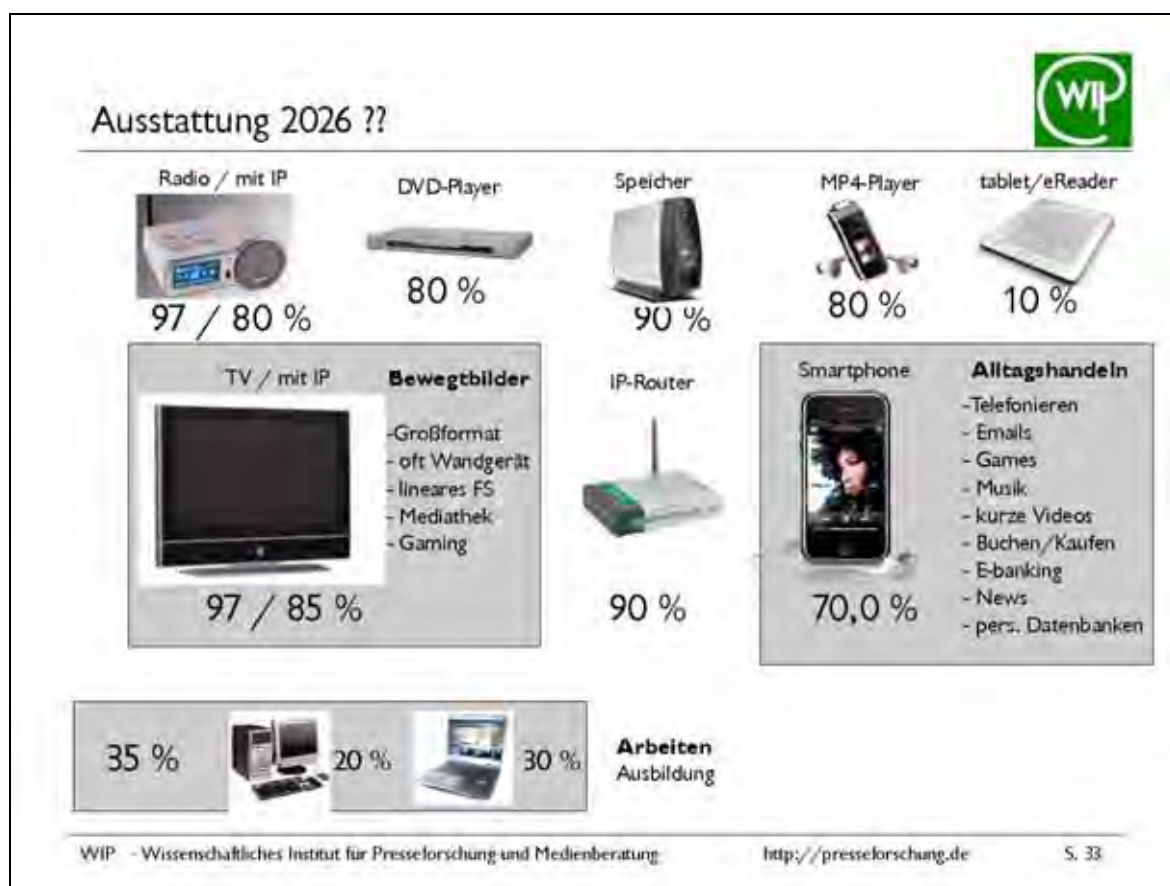 WIP
Ausstattung 2026 ??
Radio / mit IP
DVD-Player
Speicher
MP4-Player
tablet/eReader
97 / 80 %
80 %
90 %
80 %
10 %
TV / mit IP
Bewegtbilder
-Großformat
- oft Wandgerät
- lineares FS
- Mediathek
- Gaming
97 / 85 %
IP-Router
90 %
Smartphone
70,0 %
Alltagshandeln
-Telefonieren
- Emails
- Games
- Musik
- kurze Videos
- Buchen/Kaufen
- E-banking
- News
- pers. Datenbanken
35 %
20 %
30 %
Arbeiten
Ausbildung
WIP - Wissenschaftliches Institut für Presseforschung und Medienberatung
http://presseforschung.de
S. 33